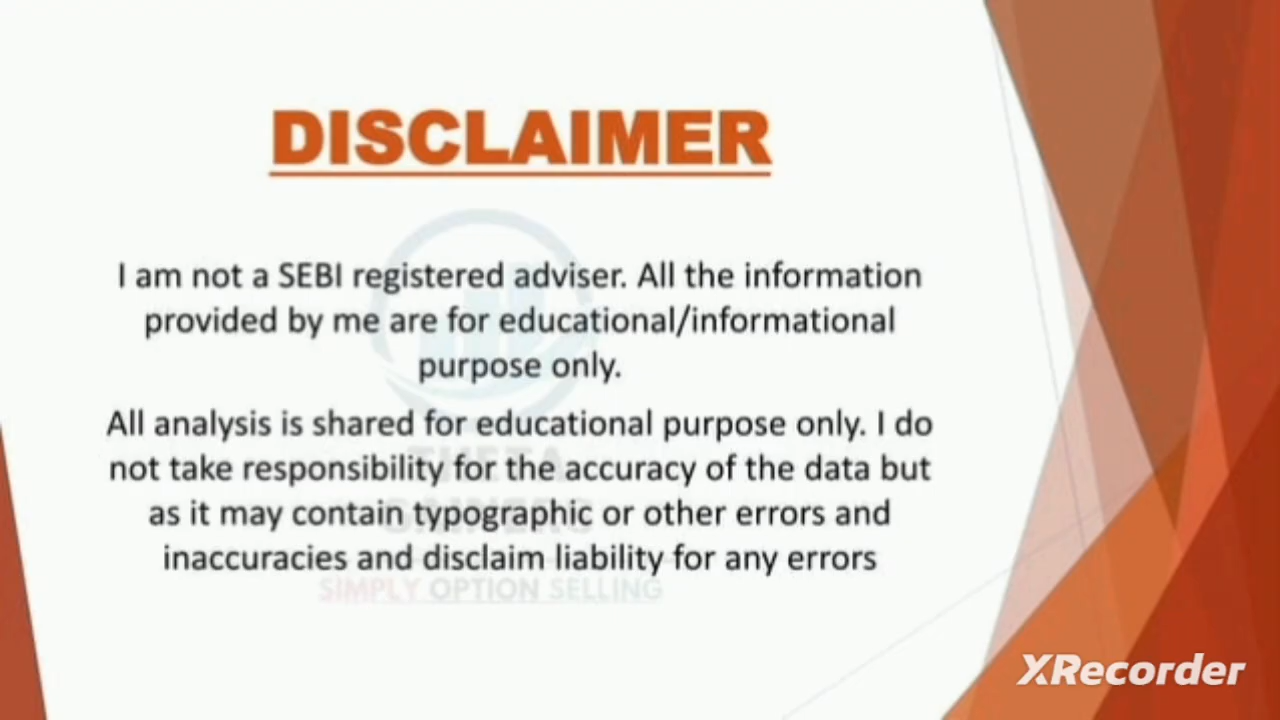 DISCLAIMER
I am not a SEBI registered adviser. All the information
provided by me are for educational/informational
purpose only.
All analysis is shared for educational purpose only. I do
not take responsibility for the accuracy of the data but
as it may contain typographic or other errors and
inaccuracies and disclaim liability for any errors
THETA
GAINERS
SIMPLY OPTION SELLING
XRecorder